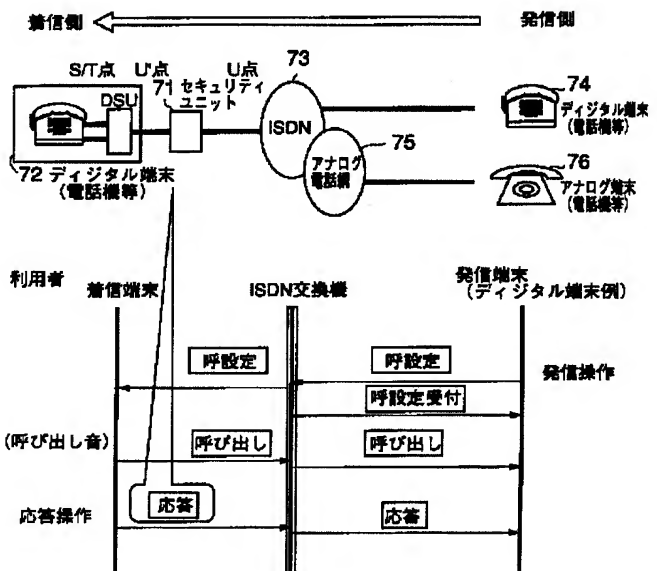 着信側
発信側
S/T点
U'点
U点
73
71 セキュリティ
ユニット
DSU
ISDN
74
ディジタル端末
(電話機等)
75
アナログ
電話網
76
アナログ端末
(電話機等)
72 ディジタル端末
(電話機等)
利用者
着信端末
ISDN交換機
発信端末
(ディジタル端末例)
呼設定
呼設定
発信操作
呼設定受付
(呼び出し音)
呼び出し
呼び出し
応答操作
応答
応答